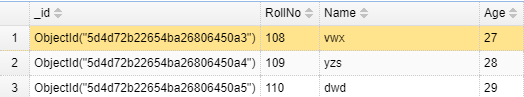 _id RollNo Name Age
1 ObjectId("5d4d72b22654ba26806450a3") 108 vwx 27
2 ObjectId("5d4d72b22654ba26806450a4") 109 yzs 28
3 ObjectId("5d4d72b22654ba26806450a5") 110 dwd 29